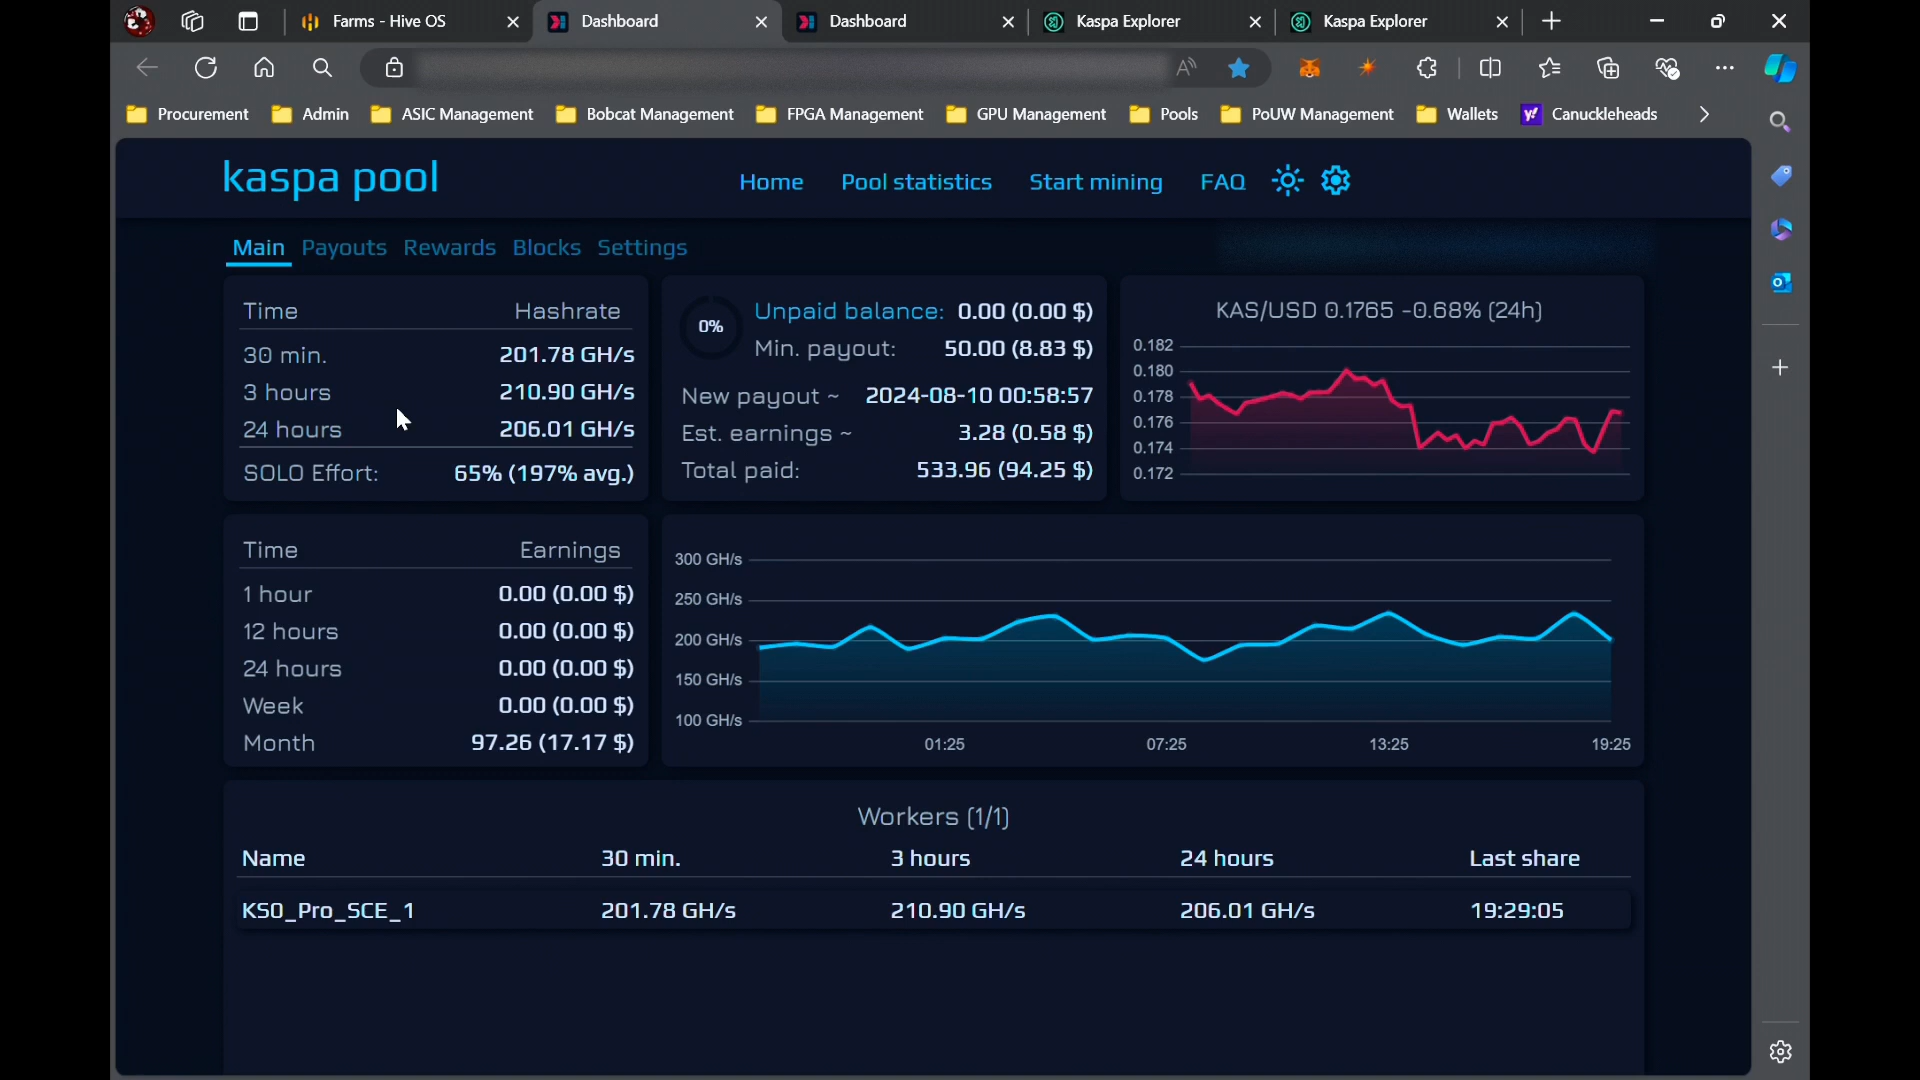 Farms - Hive OS Dashboard Dashboard Kaspa Explorer Kaspa Explorer
Procurement Admin ASIC Management Bobcat Management FPGA Management GPU Management Pools PoUW Management Wallets Canuckleheads
kaspa pool Home Pool statistics Start mining FAQ
Main Payouts Rewards Blocks Settings
Time Hashrate
30 min. 201.78 GH/s
3 hours 210.90 GH/s
24 hours 206.01 GH/s
SOLO Effort: 65% (197% avg.)
0%
Unpaid balance: 0.00 (0.00 $)
Min. payout: 50.00 (8.83 $)
New payout ~ 2024-08-10 00:58:57
Est. earnings ~ 3.28 (0.58 $)
Total paid: 533.96 (94.25 $)
KAS/USD 0.1765 -0.68% (24h)
0.182
0.180
0.178
0.176
0.174
0.172
Time Earnings
1 hour 0.00 (0.00 $)
12 hours 0.00 (0.00 $)
24 hours 0.00 (0.00 $)
Week 0.00 (0.00 $)
Month 97.26 (17.17 $)
300 GH/s
250 GH/s
200 GH/s
150 GH/s
100 GH/s
01:25 07:25 13:25 19:25
Workers (1/1)
Name 30 min. 3 hours 24 hours Last share
KS0_Pro_SCE_1 201.78 GH/s 210.90 GH/s 206.01 GH/s 19:29:05